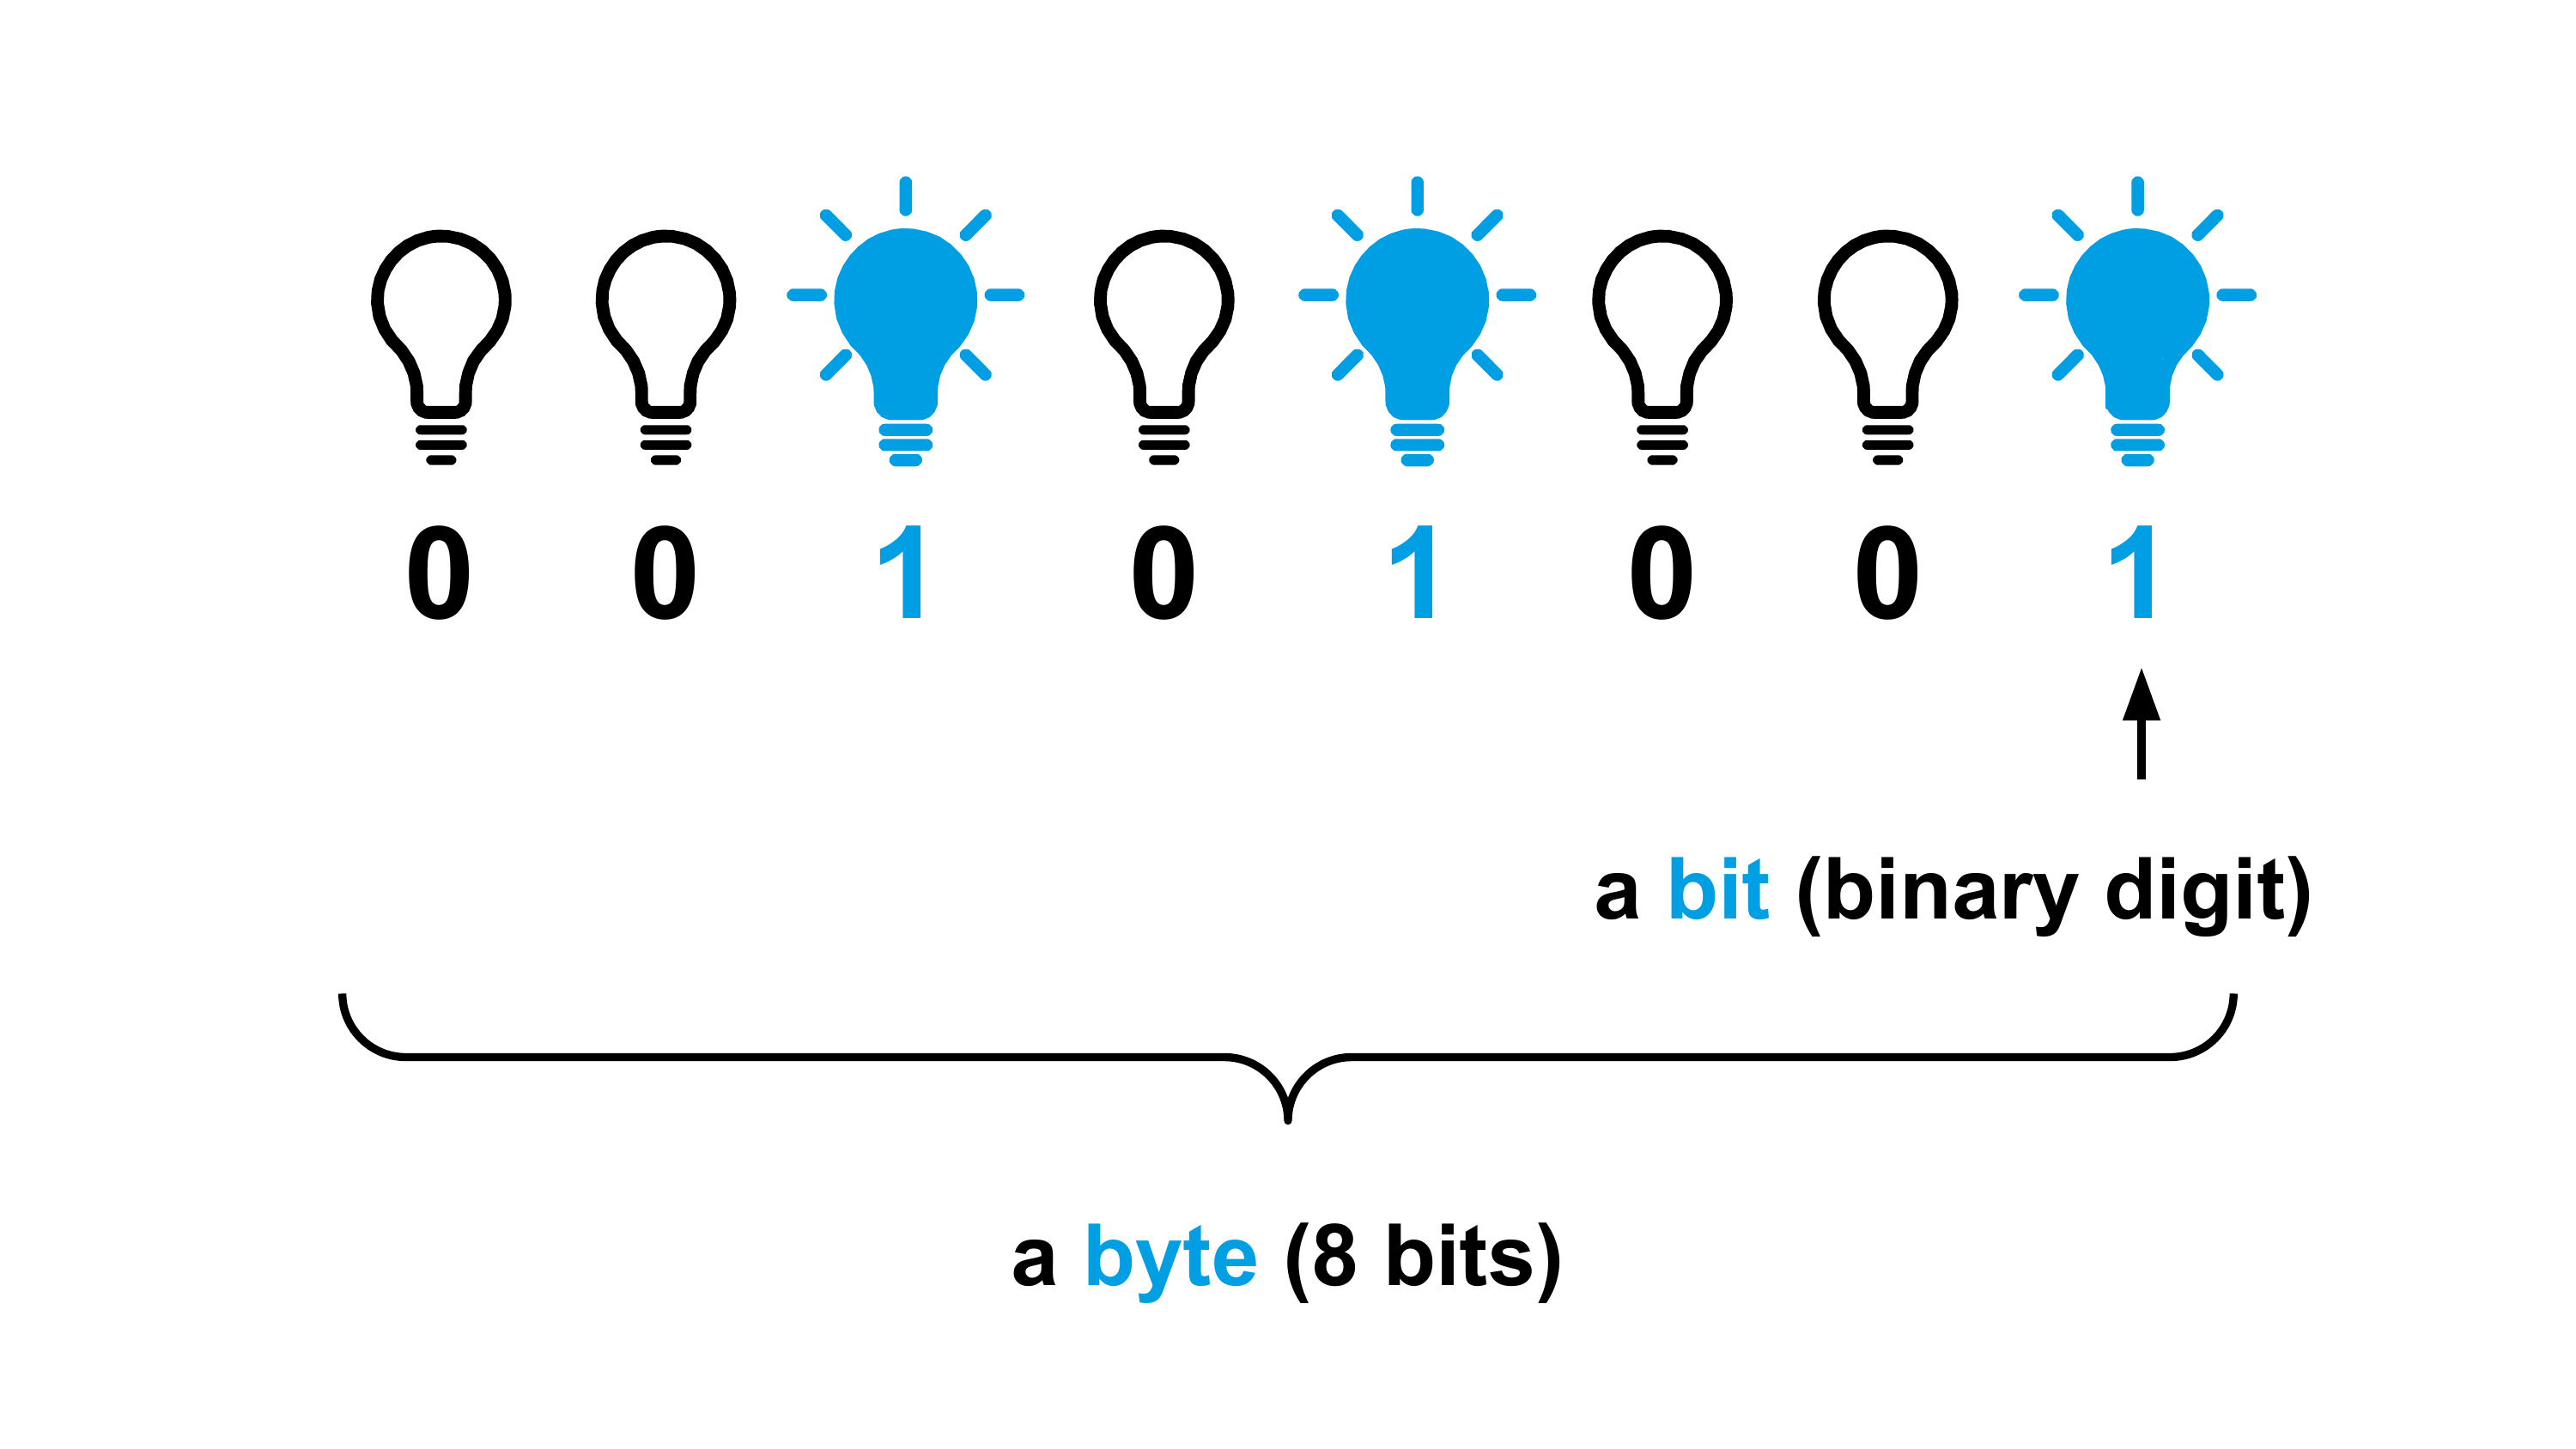 0 0 1 0 1 0 0 1
a bit (binary digit)
a byte (8 bits)